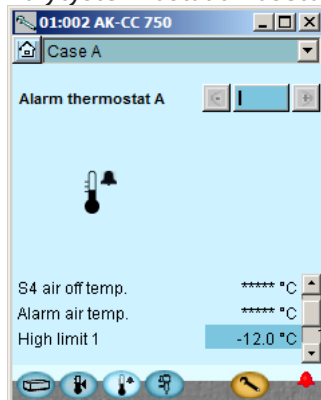 01:002 AK-CC 750
Case A
Alarm thermostat A
S4 air off temp. ***** °C
Alarm air temp. ***** °C
High limit 1 -12.0 °C